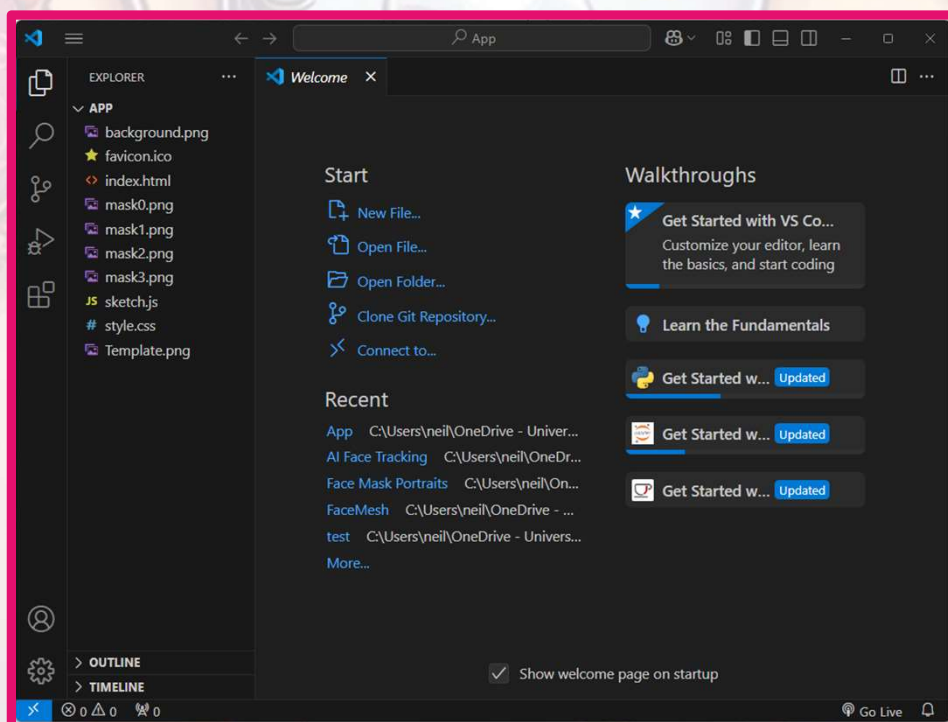 App
EXPLORER
APP
background.png
favicon.ico
index.html
mask0.png
mask1.png
mask2.png
mask3.png
JS sketch.js
# style.css
Template.png
OUTLINE
TIMELINE
Welcome
Start
New File...
Open File...
Open Folder...
Clone Git Repository...
Connect to...
Recent
App C:\Users\neil\OneDrive - Univer...
AI Face Tracking C:\Users\neil\OneDr...
Face Mask Portraits C:\Users\neil\On...
FaceMesh C:\Users\neil\OneDrive - ...
test C:\Users\neil\OneDrive - Univers...
More...
Walkthroughs
Get Started with VS Co...
Customize your editor, learn
the basics, and start coding
Learn the Fundamentals
Get Started w... Updated
Get Started w... Updated
Get Started w... Updated
Show welcome page on startup
0 0 0
Go Live